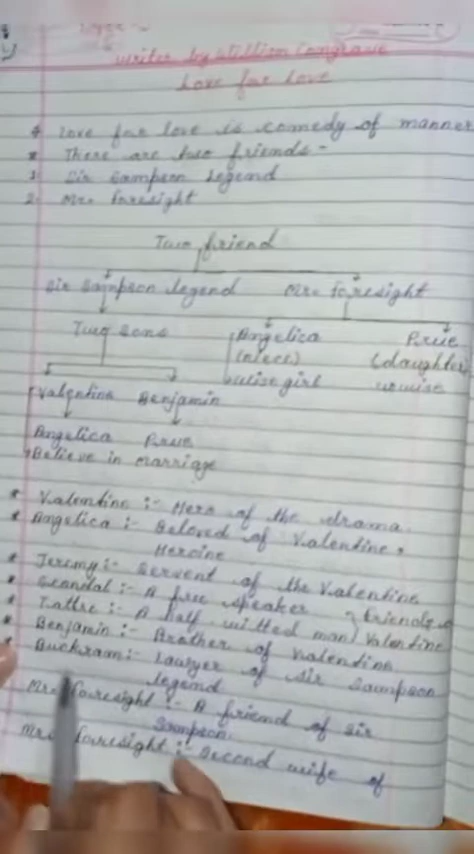 writer by William Congrave
Love for Love
* Love for love is comedy of manner
* There are two friends -
1. Sir Sampson Legend
2. Mr. Foresight
Two friend
Sir Sampson legend Mr. Foresight
Two sons Angelica Prue
(niece) (daughter
wise girl unwise
Valentine Benjamin
Angelica Prue
Believe in marriage
* Valentine :- Hero of the drama.
* Angelica :- Beloved of Valentine,
Heroine
* Jeremy :- Servent of the Valentine
* Scandal :- A free speaker } friends of
* Tattle :- A half witted man } Valentine
* Benjamin :- Brother of Valentine
* Buckram :- Lawyer of Sir Sampson
legend
Mr. Foresight :- A friend of Sir
Sampson.
Mrs Foresight :- Second wife of